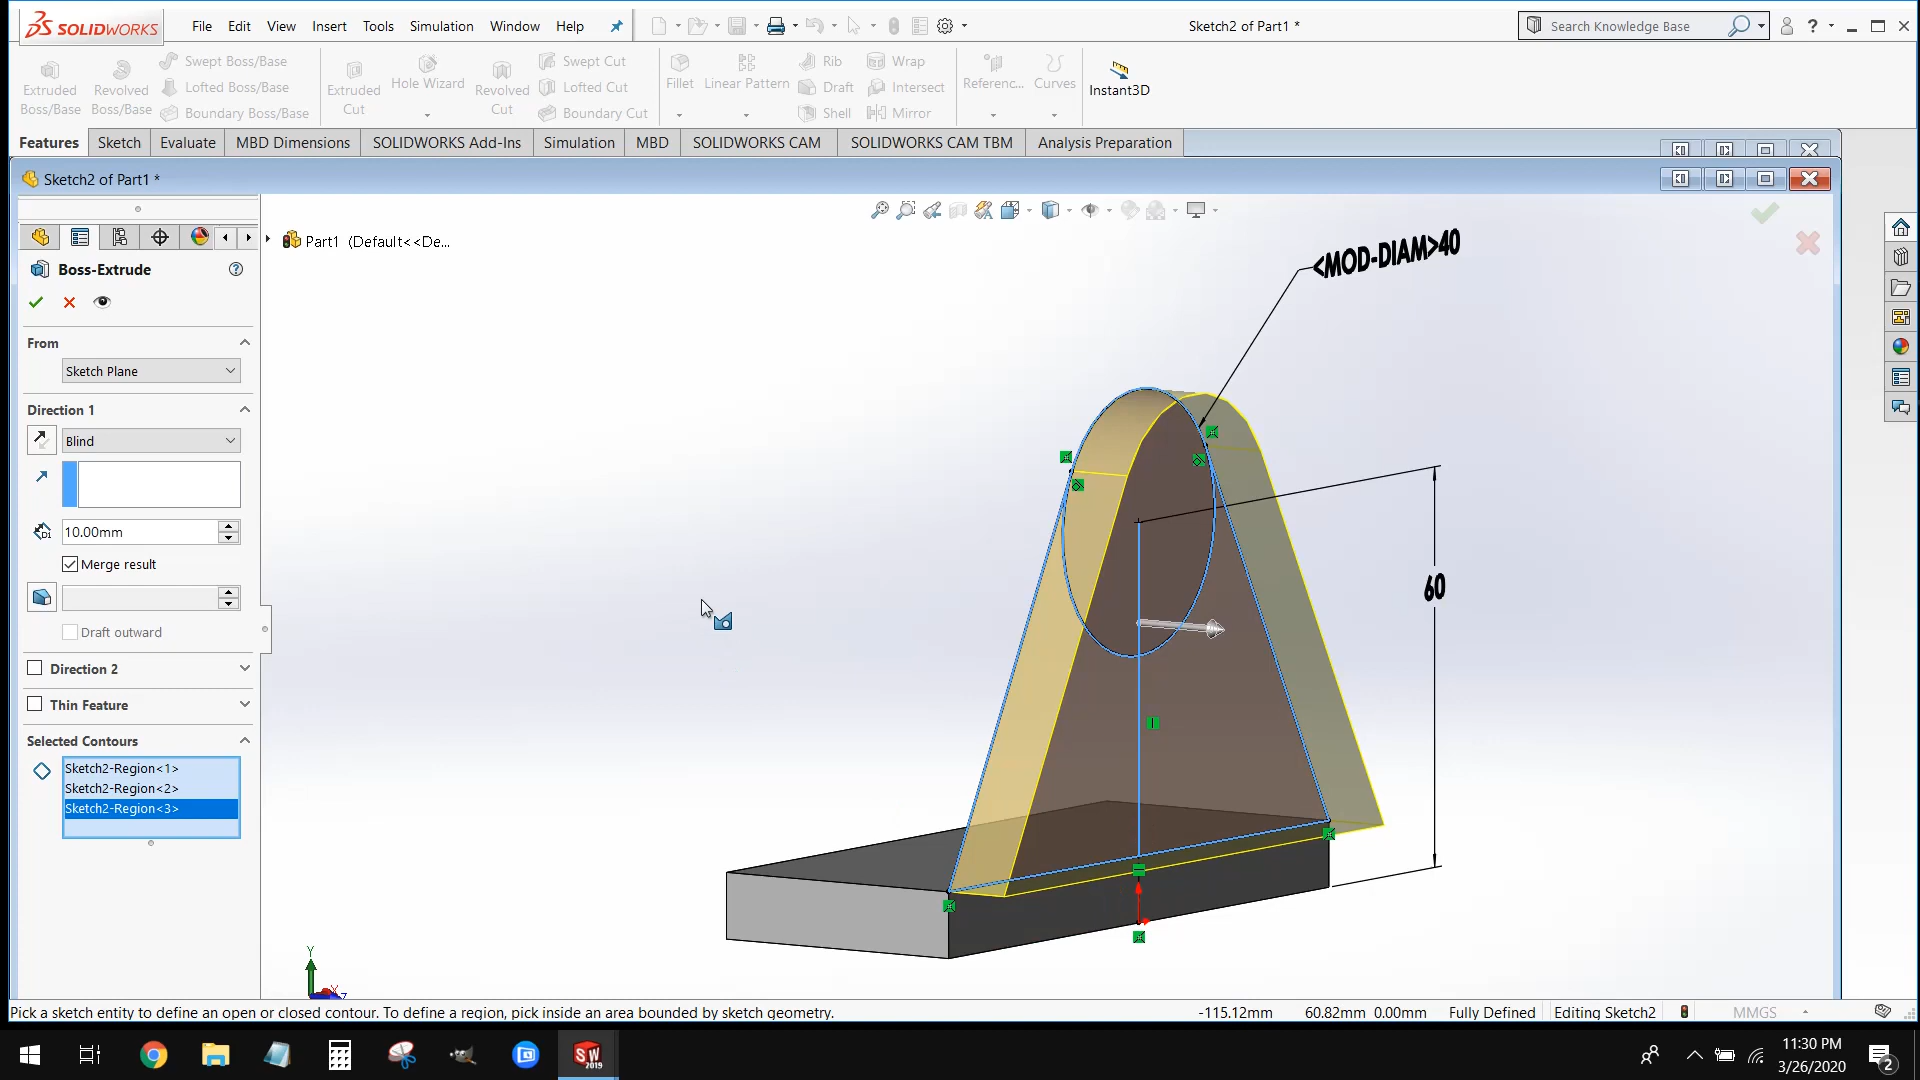 SOLIDWORKS File Edit View Insert Tools Simulation Window Help Sketch2 of Part1 * Search Knowledge Base ?
Extruded Boss/Base
Revolved Boss/Base
Swept Boss/Base
Lofted Boss/Base
Boundary Boss/Base
Extruded Cut
Hole Wizard
Revolved Cut
Swept Cut
Lofted Cut
Boundary Cut
Fillet
Linear Pattern
Rib
Draft
Shell
Wrap
Intersect
Mirror
Referenc...
Curves
Instant3D
Features Sketch Evaluate MBD Dimensions SOLIDWORKS Add-Ins Simulation MBD SOLIDWORKS CAM SOLIDWORKS CAM TBM Analysis Preparation
Sketch2 of Part1 *
Part1 (Default<<De...
Boss-Extrude ?
From
Sketch Plane
Direction 1
Blind
D1 10.00mm
Merge result
Draft outward
Direction 2
Thin Feature
Selected Contours
Sketch2-Region<1>
Sketch2-Region<2>
Sketch2-Region<3>
<MOD-DIAM>40
60
Y
Pick a sketch entity to define an open or closed contour. To define a region, pick inside an area bounded by sketch geometry. -115.12mm 60.82mm 0.00mm Fully Defined Editing Sketch2 MMGS
SW 2019
11:30 PM
3/26/2020
2